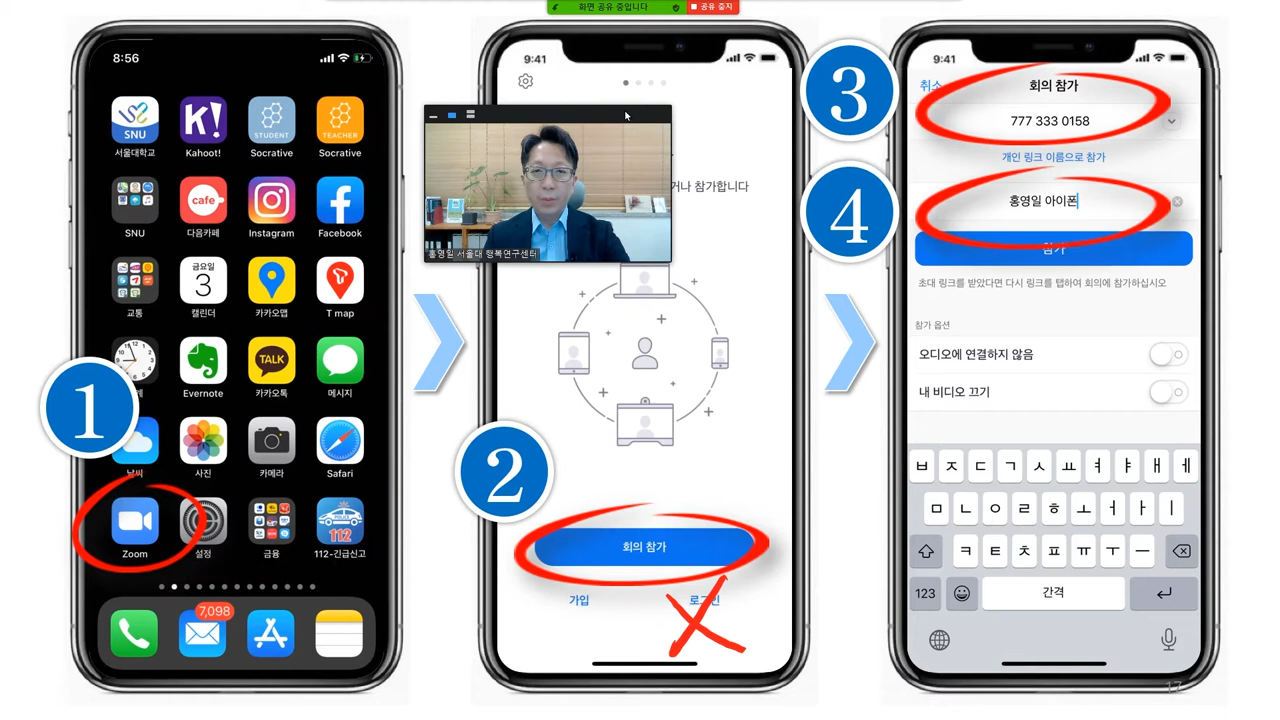 화면 공유 중입니다
공유 중지
8:56
SNU
서울대학교
Kahoot!
STUDENT
Socrative
TEACHER
Socrative
SNU
cafe
다음카페
Instagram
Facebook
교통
금요일
3
캘린더
카카오맵
T map
Evernote
TALK
카카오톡
메시지
1
날씨
사진
카메라
Safari
Zoom
설정
금융
112
112-긴급신고
7,098
9:41
거나 참가합니다
홍영일 서울대 행복연구센터
2
회의 참가
가입
로그인
3
4
9:41
취소
회의 참가
777 333 0158
개인 링크 이름으로 참가
홍영일 아이폰
참가
초대 링크를 받았다면 다시 링크를 탭하여 회의에 참가하십시오
참가 옵션
오디오에 연결하지 않음
내 비디오 끄기
ㅂ ㅈ ㄷ ㄱ ㅅ ㅛ ㅕ ㅑ ㅐ ㅔ
ㅁ ㄴ ㅇ ㄹ ㅎ ㅗ ㅓ ㅏ ㅣ
ㅋ ㅌ ㅊ ㅍ ㅠ ㅜ ㅡ
123
간격
17